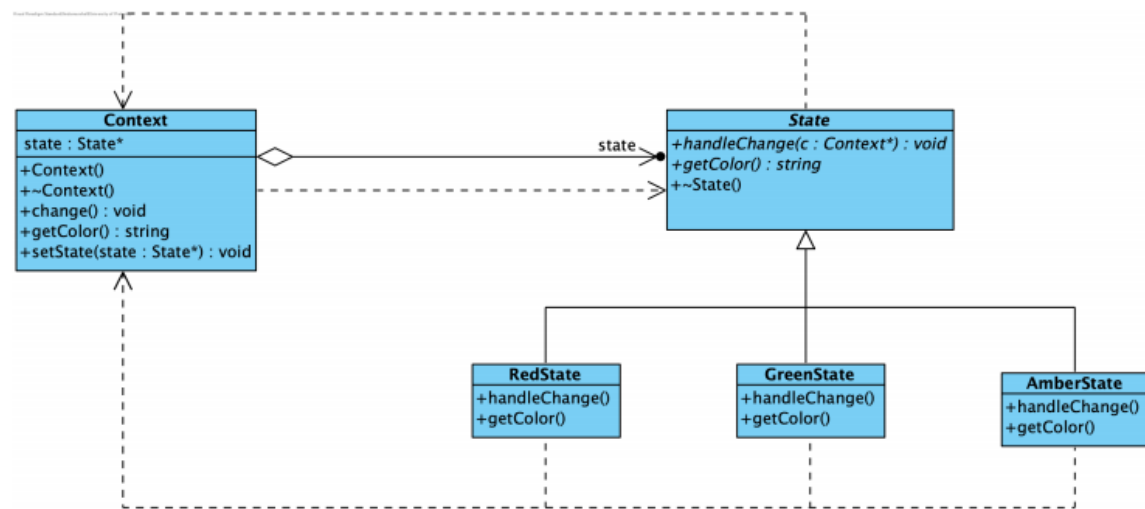 Context
state : State*
+Context()
+~Context()
+change() : void
+getColor() : string
+setState(state : State*) : void
state
State
+handleChange(c : Context*) : void
+getColor() : string
+~State()
RedState
+handleChange()
+getColor()
GreenState
+handleChange()
+getColor()
AmberState
+handleChange()
+getColor()